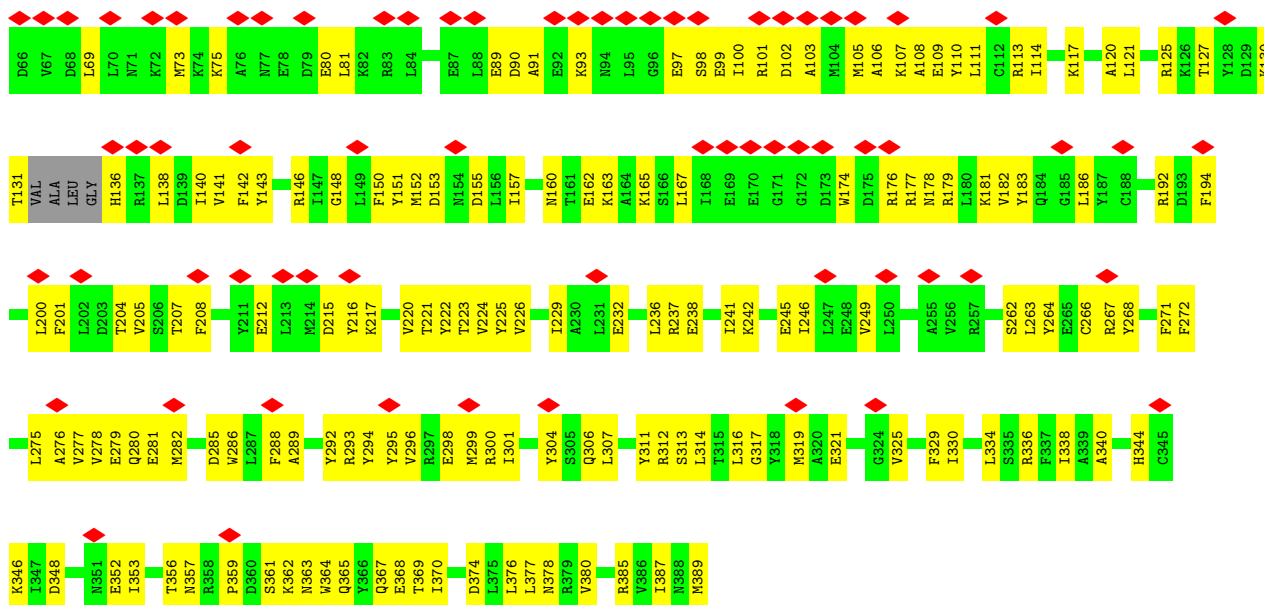 D66 V67 D68 L69 L70 N71 K72 M73 K74 K75 A76 N77 E78 D79 E80 L81 K82 R83 L84 E87 L88 E89 D90 A91 E92 K93 N94 L95 G96 E97 S98 E99 I100 R101 D102 A103 M104 M105 A106 K107 A108 E109 Y110 L111 C112 R113 I114 K117 A120 L121 R125 K126 T127 Y128 D129 K130
T131 VAL ALA LEU GLY H136 R137 L138 D139 I140 V141 F142 Y143 R146 I147 G148 L149 F150 Y151 M152 D153 N154 D155 L156 I157 N160 T161 E162 K163 A164 K165 S166 L167 I168 E169 E170 G171 G172 D173 W174 D175 R176 R177 N178 R179 L180 K181 V182 Y183 Q184 G185 L186 Y187 C188 R192 D193 F194
L200 F201 L202 D203 T204 V205 S206 T207 F208 Y211 E212 L213 M214 D215 Y216 K217 V220 T221 Y222 T223 V224 Y225 V226 I229 A230 L231 E232 L236 R237 E238 I241 K242 E245 I246 L247 E248 V249 L250 A255 V256 R257 S262 L263 Y264 E265 C266 R267 Y268 F271 F272
L275 A276 V277 V278 E279 Q280 E281 M282 D285 W286 L287 F288 A289 Y292 R293 Y294 Y295 V296 R297 E298 M299 R300 I301 Y304 S305 Q306 L307 Y311 R312 S313 L314 T315 L316 G317 Y318 M319 A320 E321 G324 V325 F329 I330 L334 S335 R336 F337 I338 A339 A340 H344 C345
K346 I347 D348 N351 E352 I353 T356 N357 R358 P359 D360 S361 K362 N363 W364 Q365 Y366 Q367 E368 T369 I370 D374 L375 L376 L377 N378 R379 V380 R385 V386 I387 N388 M389